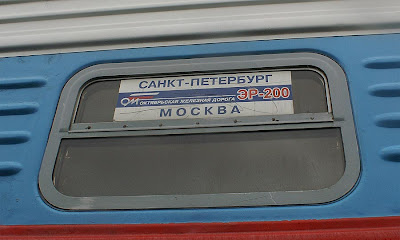 САНКТ-ПЕТЕРБУРГ
ОКТЯБРЬСКАЯ ЖЕЛЕЗНАЯ ДОРОГА ЭР-200
МОСКВА